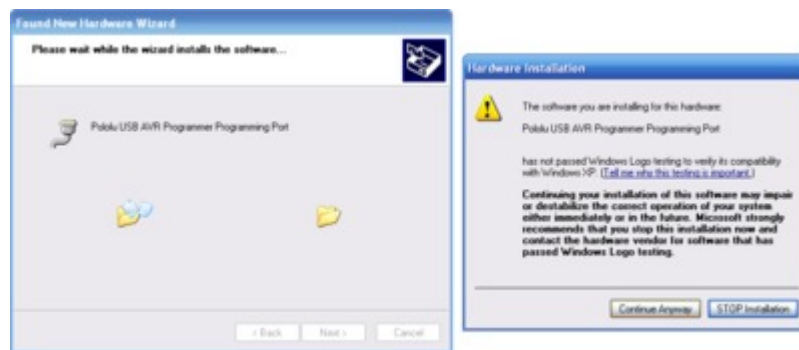 Found New Hardware Wizard
Please wait while the wizard installs the software...
Pololu USB AVR Programmer Programming Port
< Back
Next >
Cancel
Hardware Installation
The software you are installing for this hardware:
Pololu USB AVR Programmer Programming Port
has not passed Windows Logo testing to verify its compatibility
with Windows XP. (Tell me why this testing is important.)
Continuing your installation of this software may impair
or destabilize the correct operation of your system
either immediately or in the future. Microsoft strongly
recommends that you stop this installation now and
contact the hardware vendor for software that has
passed Windows Logo testing.
Continue Anyway
STOP Installation